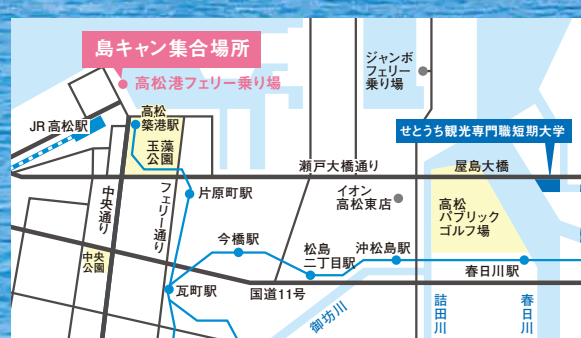 島キャン集合場所
高松港フェリー乗り場
ジャンボ
フェリー
乗り場
JR高松駅
高松
築港駅
玉藻
公園
せとうち観光専門職短期大学
瀬戸大橋通り
屋島大橋
中央通り
フェリー通り
片原町駅
イオン
高松東店
高松
パブリック
ゴルフ場
中央
公園
今橋駅
松島
二丁目駅
沖松島駅
春日川駅
瓦町駅
国道11号
御坊川
詰田川
春日川